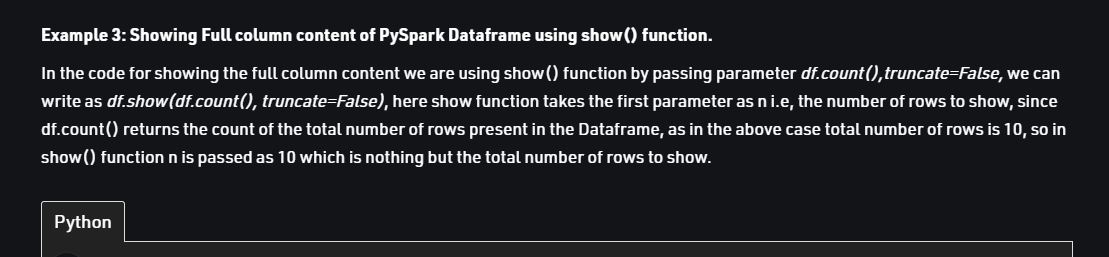 Example 3: Showing Full column content of PySpark Dataframe using show() function.
In the code for showing the full column content we are using show() function by passing parameter df.count(),truncate=False, we can
write as df.show(df.count(), truncate=False), here show function takes the first parameter as n i.e, the number of rows to show, since
df.count() returns the count of the total number of rows present in the Dataframe, as in the above case total number of rows is 10, so in
show() function n is passed as 10 which is nothing but the total number of rows to show.
Python